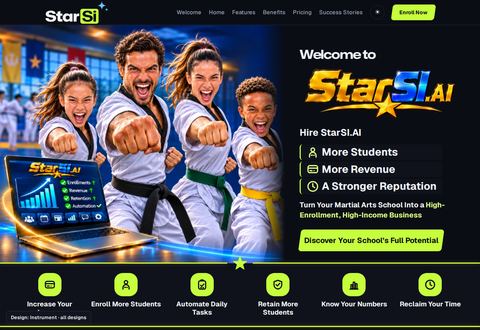 StarSi
Welcome Home Features Benefits Pricing Success Stories
Enroll Now
Welcome to
StarSI.AI
Hire StarSI.AI
More Students
More Revenue
A Stronger Reputation
Turn Your Martial Arts School Into a High-
Enrollment, High-Income Business
Discover Your School's Full Potential
StarSI.AI
Enrollments
Revenue
Retention
Automation
Increase Your
Enroll More Students
Automate Daily
Tasks
Retain More
Students
Know Your Numbers
Reclaim Your Time
Design: Instrument · all designs